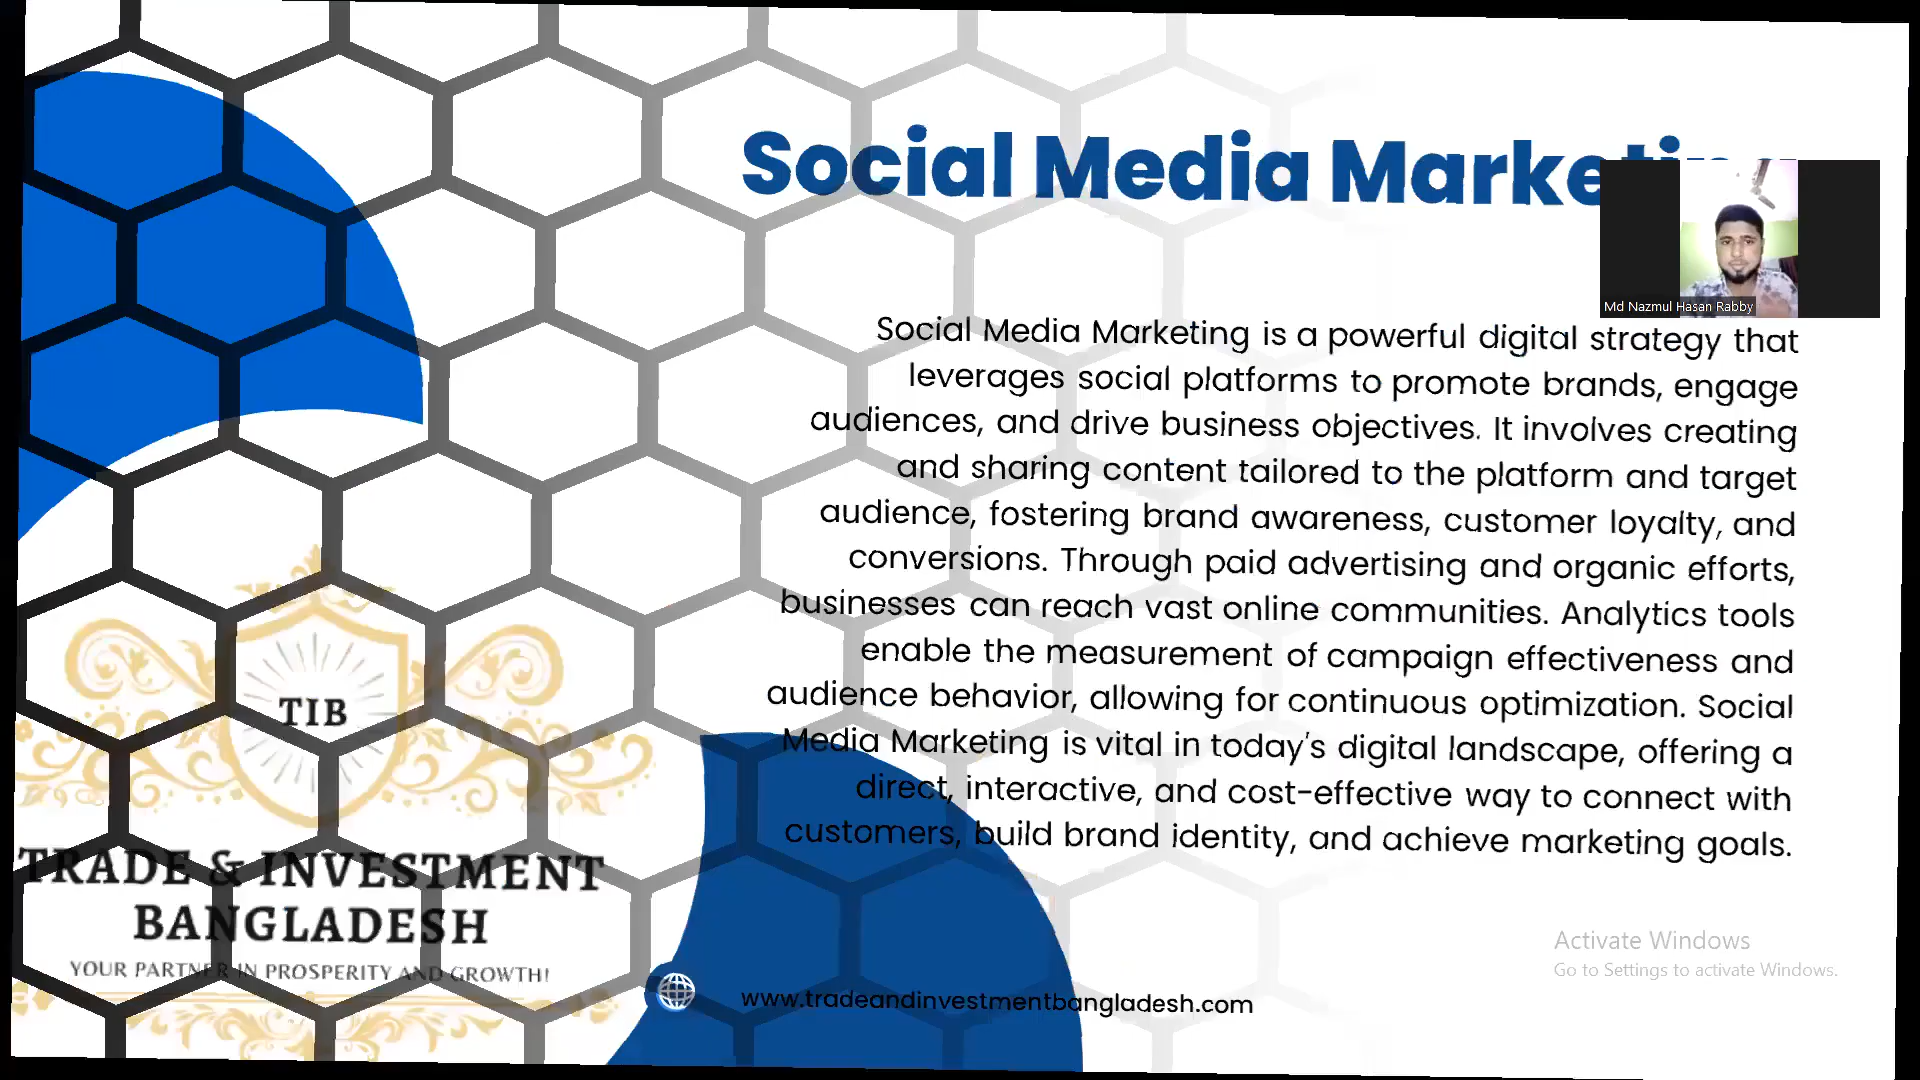 Social Media Marketing
Md Nazmul Hasan Rabby
Social Media Marketing is a powerful digital strategy that
leverages social platforms to promote brands, engage
audiences, and drive business objectives. It involves creating
and sharing content tailored to the platform and target
audience, fostering brand awareness, customer loyalty, and
conversions. Through paid advertising and organic efforts,
businesses can reach vast online communities. Analytics tools
enable the measurement of campaign effectiveness and
audience behavior, allowing for continuous optimization. Social
Media Marketing is vital in today's digital landscape, offering a
direct, interactive, and cost-effective way to connect with
customers, build brand identity, and achieve marketing goals.
TIB
TRADE & INVESTMENT
BANGLADESH
YOUR PARTNER IN PROSPERITY AND GROWTH!
www.tradeandinvestmentbangladesh.com
Activate Windows
Go to Settings to activate Windows.